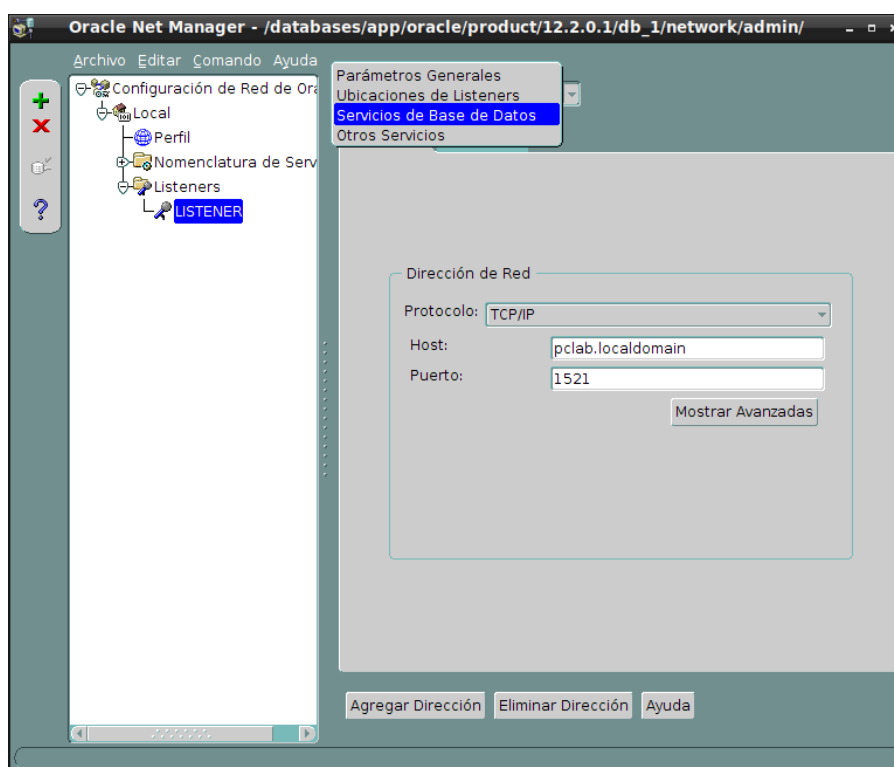 Oracle Net Manager - /databases/app/oracle/product/12.2.0.1/db_1/network/admin/
Archivo Editar Comando Ayuda
Configuración de Red de Ora
Local
Perfil
Nomenclatura de Serv
Listeners
LISTENER
Parámetros Generales
Ubicaciones de Listeners
Servicios de Base de Datos
Otros Servicios
Dirección de Red
Protocolo: TCP/IP
Host: pclab.localdomain
Puerto: 1521
Mostrar Avanzadas
Agregar Dirección Eliminar Dirección Ayuda